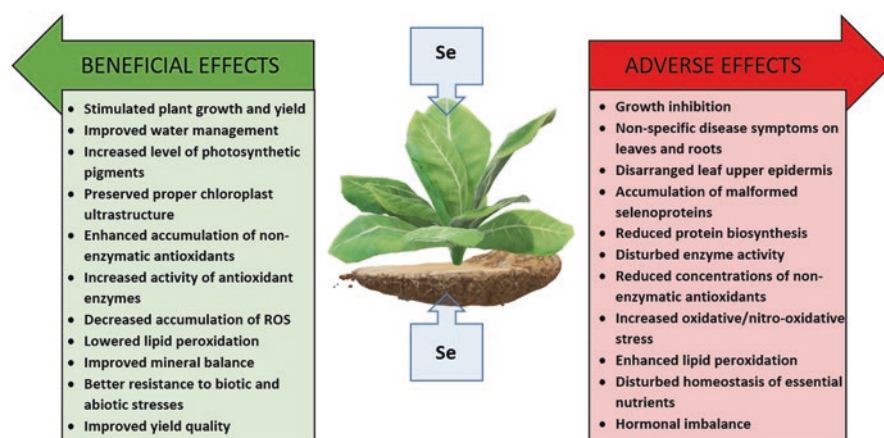 BENEFICIAL EFFECTS
• Stimulated plant growth and yield
• Improved water management
• Increased level of photosynthetic
pigments
• Preserved proper chloroplast
ultrastructure
• Enhanced accumulation of non-
enzymatic antioxidants
• Increased activity of antioxidant
enzymes
• Decreased accumulation of ROS
• Lowered lipid peroxidation
• Improved mineral balance
• Better resistance to biotic and
abiotic stresses
• Improved yield quality
Se
Se
ADVERSE EFFECTS
• Growth inhibition
• Non-specific disease symptoms on
leaves and roots
• Disarranged leaf upper epidermis
• Accumulation of malformed
selenoproteins
• Reduced protein biosynthesis
• Disturbed enzyme activity
• Reduced concentrations of non-
enzymatic antioxidants
• Increased oxidative/nitro-oxidative
stress
• Enhanced lipid peroxidation
• Disturbed homeostasis of essential
nutrients
• Hormonal imbalance